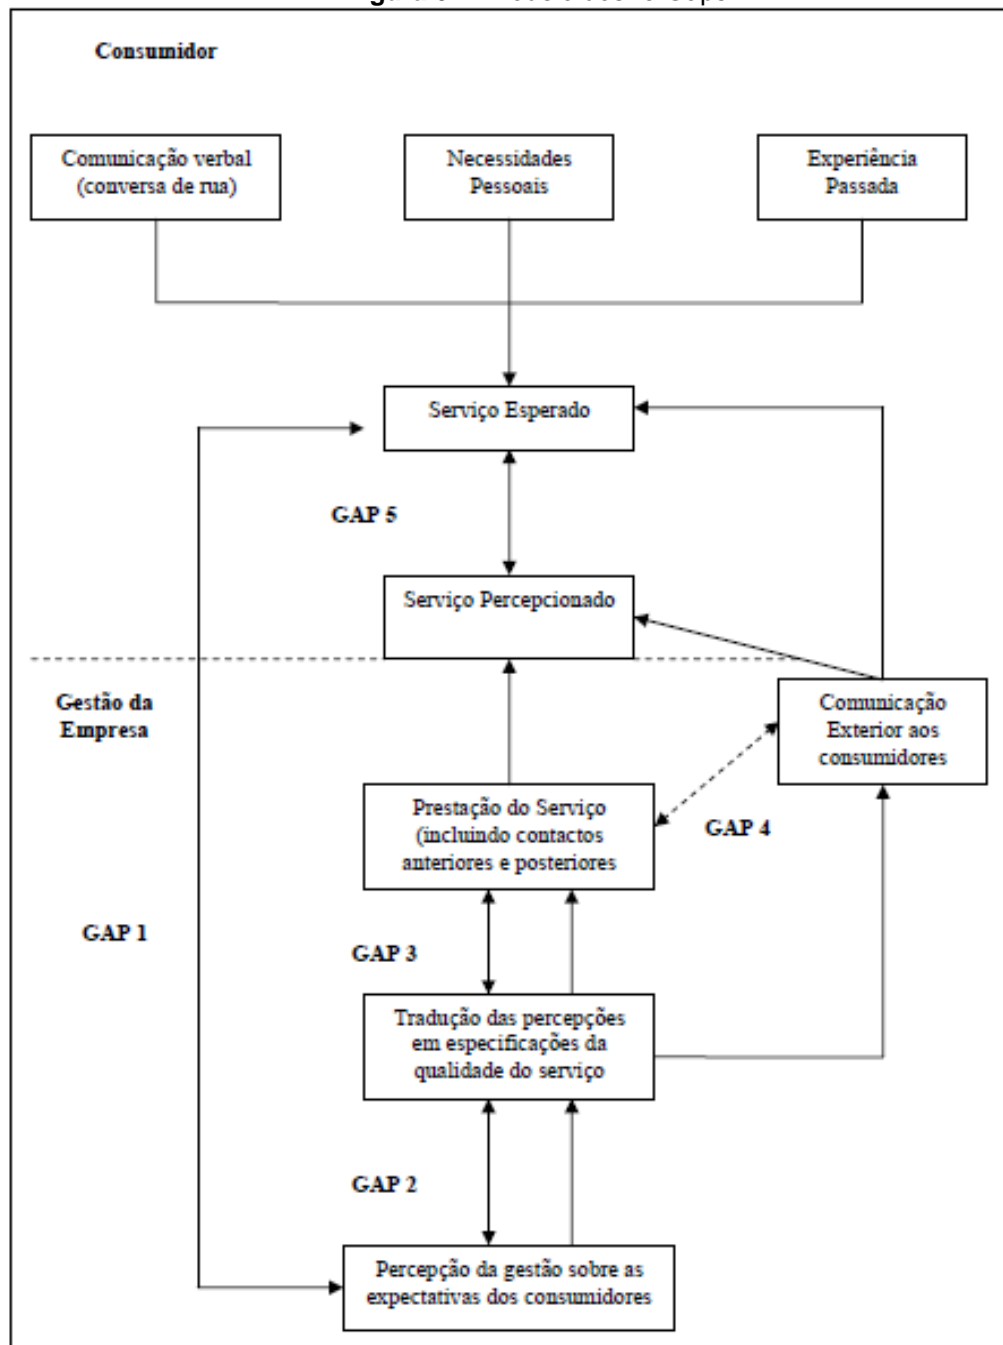 Consumidor
Comunicação verbal
(conversa de rua)
Necessidades
Pessoais
Experiência
Passada
Serviço Esperado
GAP 5
Serviço Percepcionado
Gestão da
Empresa
Comunicação
Exterior aos
consumidores
Prestação do Serviço
(incluindo contactos
anteriores e posteriores
GAP 4
GAP 1
GAP 3
Tradução das percepções
em especificações da
qualidade do serviço
GAP 2
Percepção da gestão sobre as
expectativas dos consumidores